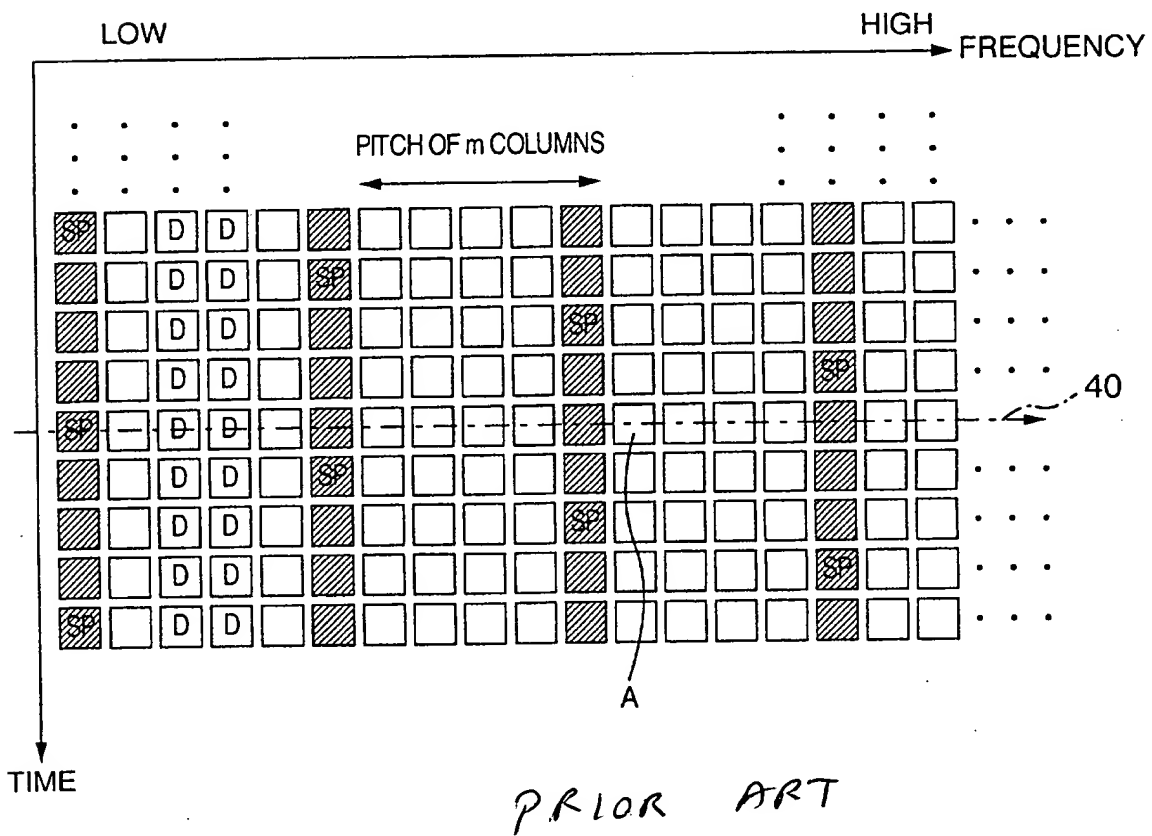 LOW HIGH
FREQUENCY
PITCH OF m COLUMNS
SP D D
D D SP
D D SP
D D SP
40
SP D D
D D SP
D D SP
D D SP
SP D D
A
TIME
PRIOR ART